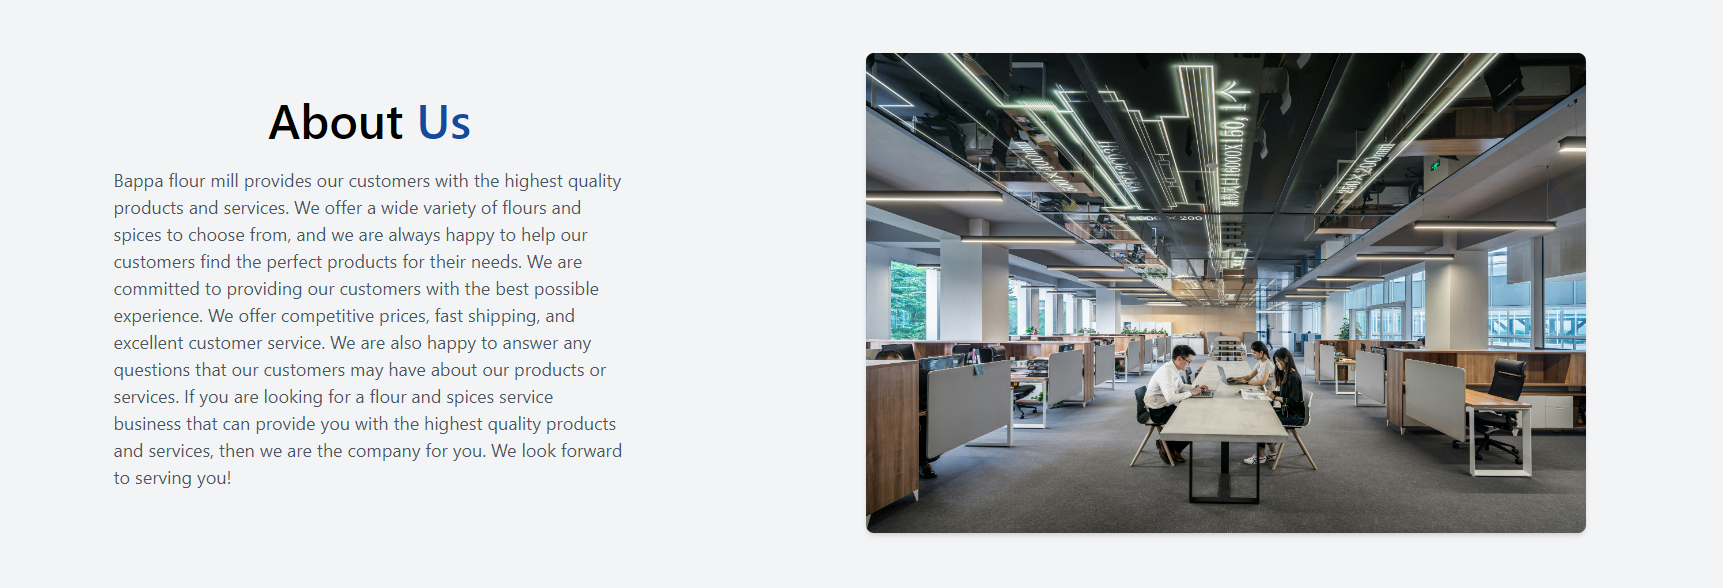 About Us
Bappa flour mill provides our customers with the highest quality
products and services. We offer a wide variety of flours and
spices to choose from, and we are always happy to help our
customers find the perfect products for their needs. We are
committed to providing our customers with the best possible
experience. We offer competitive prices, fast shipping, and
excellent customer service. We are also happy to answer any
questions that our customers may have about our products or
services. If you are looking for a flour and spices service
business that can provide you with the highest quality products
and services, then we are the company for you. We look forward
to serving you!